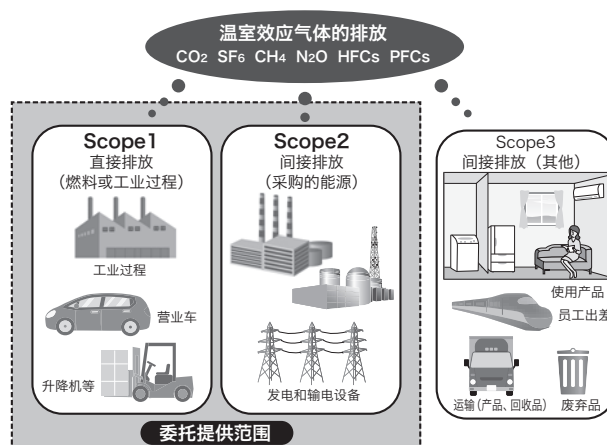 温室效应气体的排放
CO2 SF6 CH4 N2O HFCs PFCs
Scope1
直接排放
（燃料或工业过程）
工业过程
营业车
升降机等
Scope2
间接排放
（采购的能源）
发电和输电设备
Scope3
间接排放（其他）
使用产品
员工出差
运输（产品、回收品）
废弃品
委托提供范围